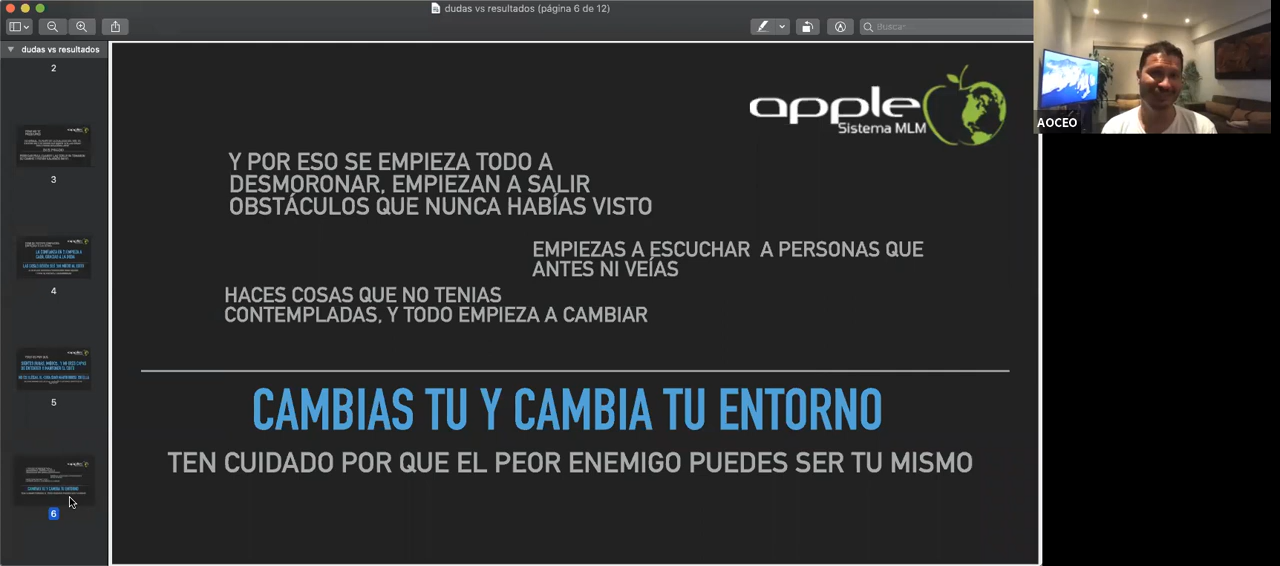 dudas vs resultados (página 6 de 12)
Buscar...
dudas vs resultados
2
3
4
5
6
apple
Sistema MLM
Y POR ESO SE EMPIEZA TODO A
DESMORONAR, EMPIEZAN A SALIR
OBSTÁCULOS QUE NUNCA HABÍAS VISTO
EMPIEZAS A ESCUCHAR A PERSONAS QUE
ANTES NI VEÍAS
HACES COSAS QUE NO TENIAS
CONTEMPLADAS, Y TODO EMPIEZA A CAMBIAR
CAMBIAS TU Y CAMBIA TU ENTORNO
TEN CUIDADO POR QUE EL PEOR ENEMIGO PUEDES SER TU MISMO
AOCEO